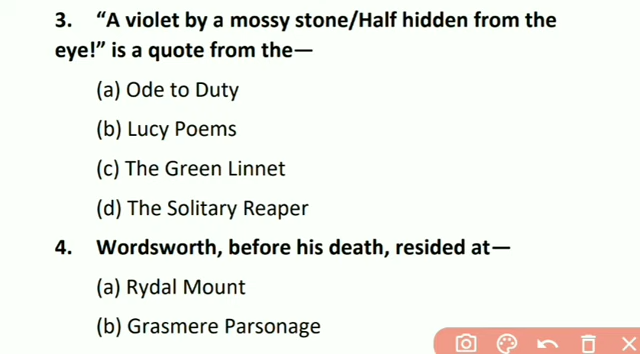 3. “A violet by a mossy stone/Half hidden from the
eye!” is a quote from the—
(a) Ode to Duty
(b) Lucy Poems
(c) The Green Linnet
(d) The Solitary Reaper
4. Wordsworth, before his death, resided at—
(a) Rydal Mount
(b) Grasmere Parsonage